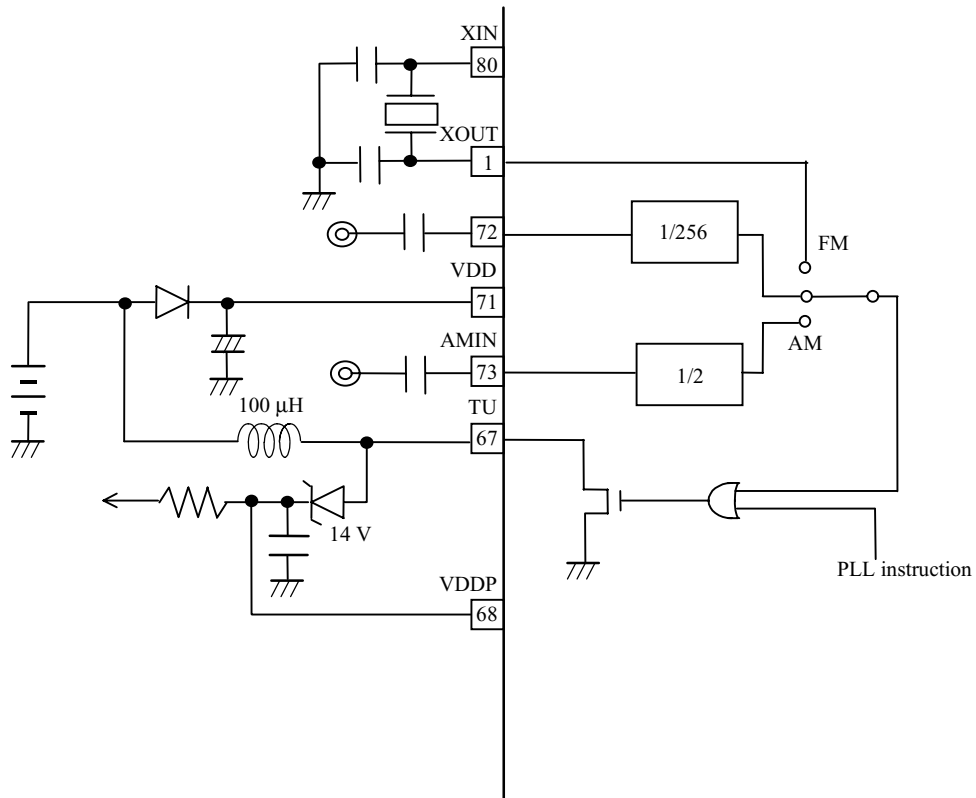 XIN
80
XOUT
1
72
1/256
FM
VDD
71
AM
AMIN
73
1/2
TU
100 μH
67
14 V
PLL instruction
VDDP
68